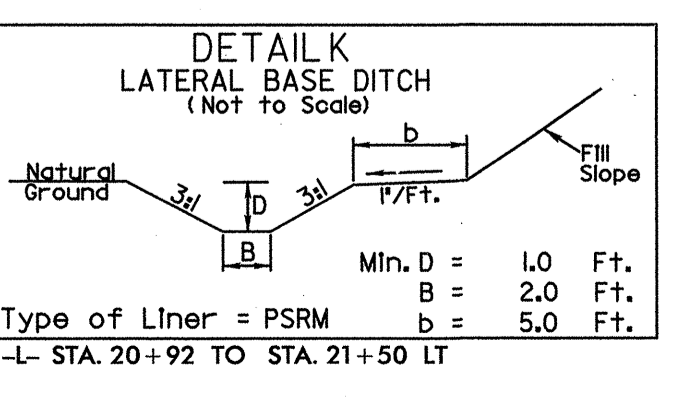 DETAIL K
LATERAL BASE DITCH
(Not to Scale)
b
Natural
Ground
3:1
D
3:1
1"/Ft.
Fill
Slope
B
Min. D = 1.0 Ft.
B = 2.0 Ft.
b = 5.0 Ft.
Type of Liner = PSRM
-L- STA. 20+92 TO STA. 21+50 LT